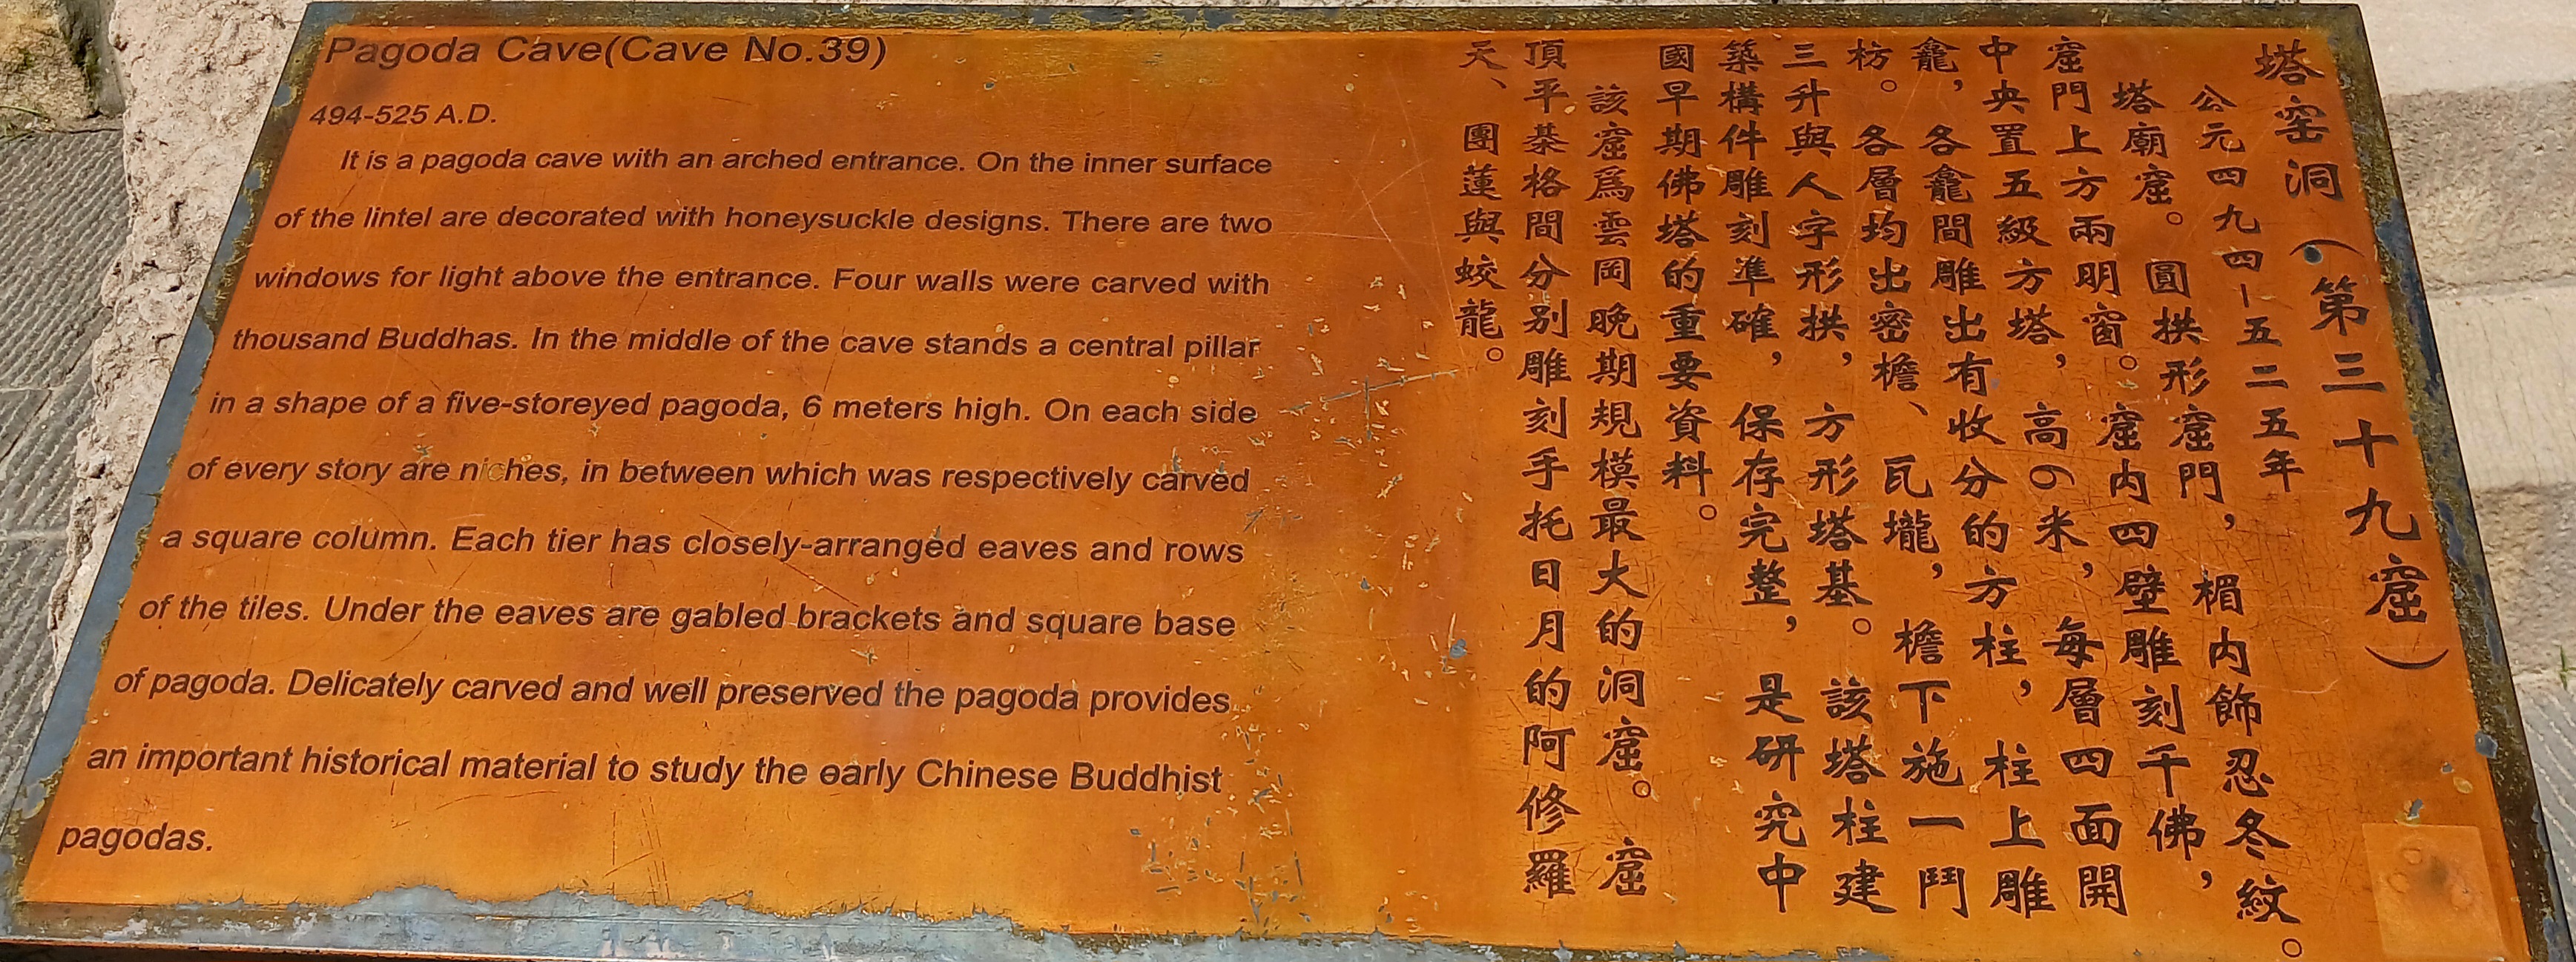 Pagoda Cave(Cave No.39)
494-525 A.D.
It is a pagoda cave with an arched entrance. On the inner surface
of the lintel are decorated with honeysuckle designs. There are two
windows for light above the entrance. Four walls were carved with
thousand Buddhas. In the middle of the cave stands a central pillar
in a shape of a five-storeyed pagoda, 6 meters high. On each side
of every story are niches, in between which was respectively carved
a square column. Each tier has closely-arranged eaves and rows
of the tiles. Under the eaves are gabled brackets and square base
of pagoda. Delicately carved and well preserved the pagoda provides
an important historical material to study the early Chinese Buddhist
pagodas.
塔窑洞（第三十九窟）
公元四九四－五二五年
塔廟窟。圓拱形窟門，楣内飾忍冬紋。
窟門上方兩明窗。窟内四壁雕刻千佛，
中央置五級方塔，高6米，每層四面開
龕，各龕間雕出有收分的方柱，柱上雕
枋。各層均出密檐、瓦壠，檐下施一鬥
三升與人字形拱，方形塔基。該塔柱建
築構件雕刻準確，保存完整，是研究中
國早期佛塔的重要資料。
該窟爲雲岡晚期規模最大的洞窟。窟
頂平棊格間分别雕刻手托日月的阿修羅
天、團蓮與蛟龍。